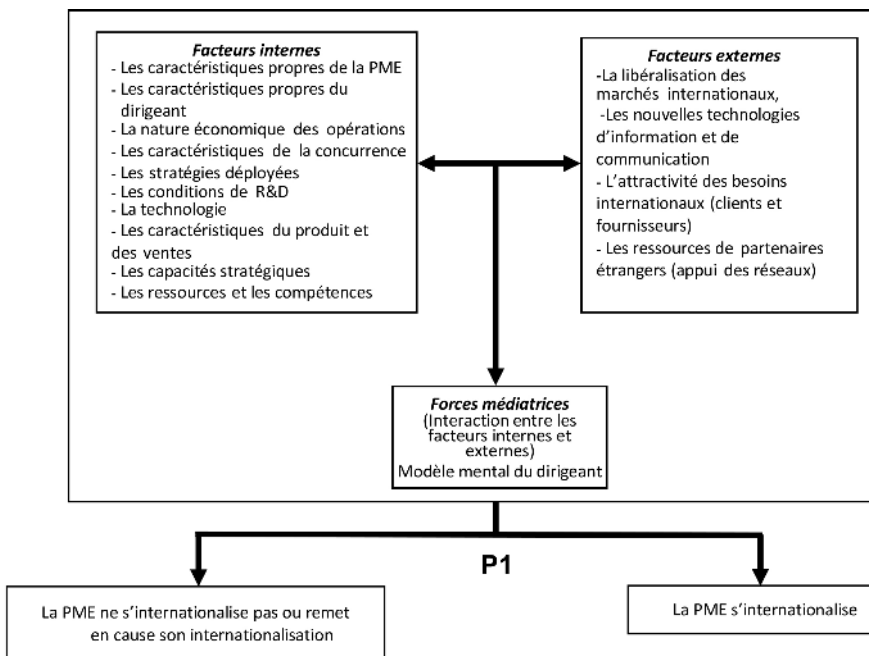 Facteurs internes
- Les caractéristiques propres de la PME
- Les caractéristiques propres du
dirigeant
- La nature économique des opérations
- Les caractéristiques de la concurrence
- Les stratégies déployées
- Les conditions de R&D
- La technologie
- Les caractéristiques du produit et
des ventes
- Les capacités stratégiques
- Les ressources et les compétences
Facteurs externes
-La libéralisation des
marchés internationaux,
-Les nouvelles technologies
d'information et de
communication
- L'attractivité des besoins
internationaux (clients et
fournisseurs)
- Les ressources de partenaires
étrangers (appui des réseaux)
Forces médiatrices
(Interaction entre les
facteurs internes et
externes)
Modèle mental du dirigeant
P1
La PME ne s'internationalise pas ou remet
en cause son internationalisation
La PME s'internationalise